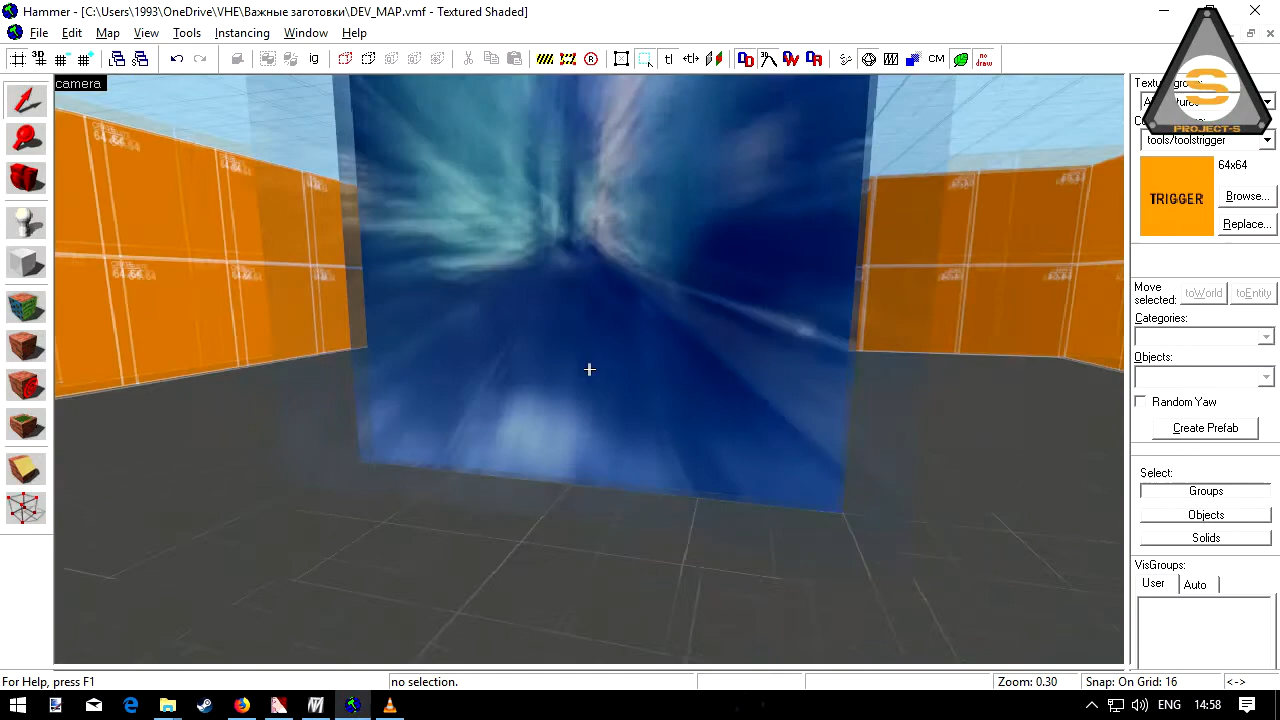 Hammer - [C:\Users\1993\OneDrive\VHE\Важные заготовки\DEV_MAP.vmf - Textured Shaded]
File Edit Map View Tools Instancing Window Help
camera
S
PROJECT-S
tools/toolstrigger
64x64
TRIGGER
Browse...
Replace...
Move selected:
toWorld
toEntity
Categories:
Objects:
Random Yaw
Create Prefab
Select:
Groups
Objects
Solids
VisGroups:
User Auto
For Help, press F1
no selection.
Zoom: 0.30
Snap: On Grid: 16
<->
ENG
14:58